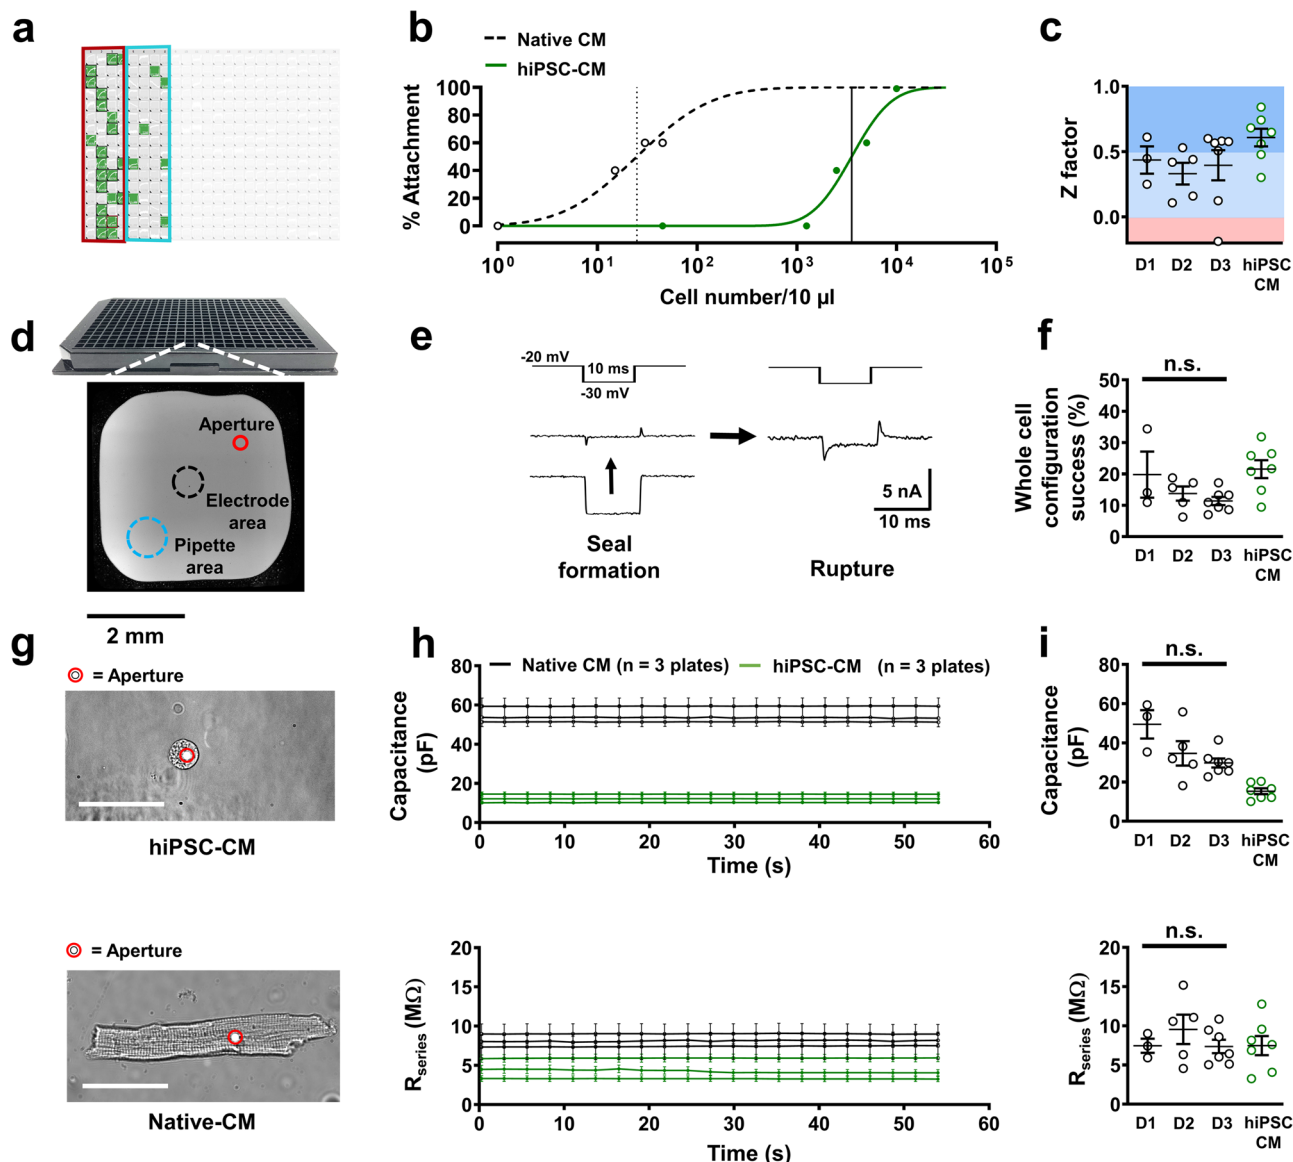 a
b
Native CM
hiPSC-CM
% Attachment
100
80
60
40
20
0
10⁰
10¹
10²
10³
10⁴
10⁵
Cell number/10 µl
c
Z factor
1.0
0.5
0.0
D1
D2
D3
hiPSC
CM
d
Aperture
Electrode
area
Pipette
area
2 mm
e
-20 mV
10 ms
-30 mV
5 nA
10 ms
Seal
formation
Rupture
f
n.s.
Whole cell
configuration
success (%)
50
40
30
20
10
0
D1
D2
D3
hiPSC
CM
g
= Aperture
hiPSC-CM
= Aperture
Native-CM
h
Native CM (n = 3 plates)
hiPSC-CM (n = 3 plates)
Capacitance
(pF)
80
60
40
20
0
0
10
20
30
40
50
60
Time (s)
Rseries (MΩ)
20
15
10
5
0
0
10
20
30
40
50
60
Time (s)
i
n.s.
Capacitance
(pF)
80
60
40
20
0
D1
D2
D3
hiPSC
CM
n.s.
Rseries (MΩ)
20
15
10
5
0
D1
D2
D3
hiPSC
CM